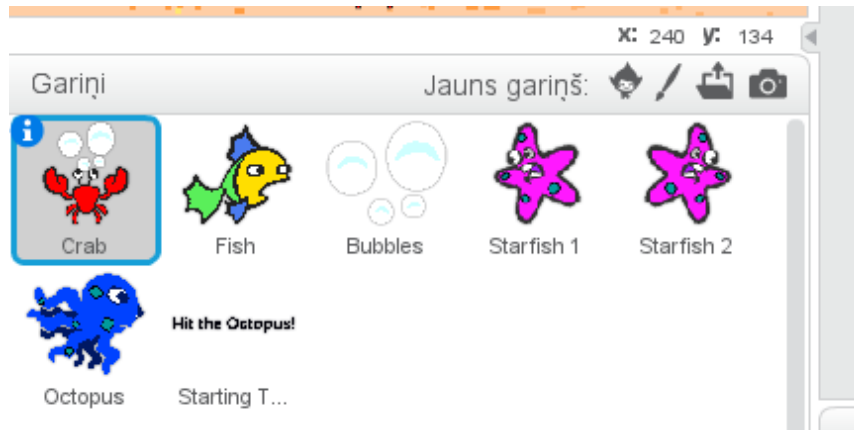 x: 240 y: 134
Gariņi Jauns gariņš:
Crab Fish Bubbles Starfish 1 Starfish 2
Hit the Octopus!
Octopus Starting T...